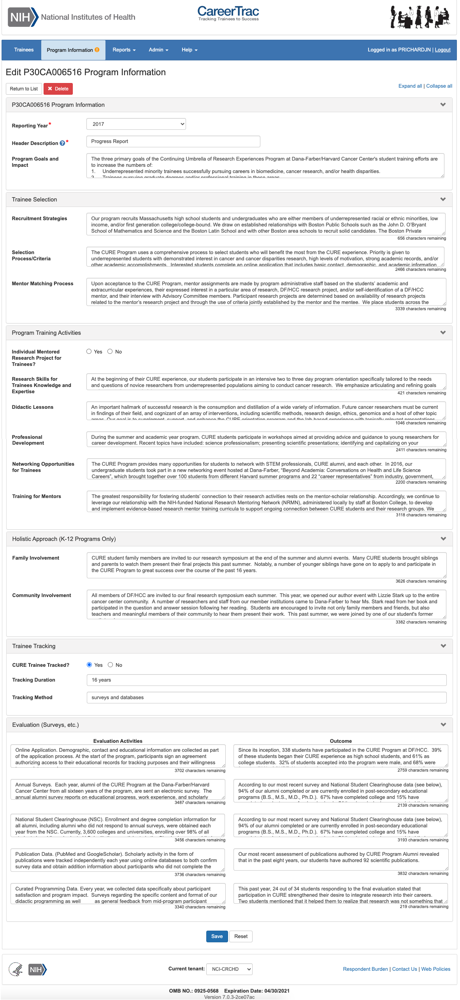 NIH National Institutes of Health
CareerTrac
Tracking Trainees to Success
Trainees
Program Information
Reports
Admin
Help
Logged in as PRICHARDJN | Logout
Edit P30CA006516 Program Information
Return to List
Delete
Expand all | Collapse all
P30CA006516 Program Information
Reporting Year*
2017
Header Description *
Progress Report
Program Goals and
Impact
The three primary goals of the Continuing Umbrella of Research Experiences Program at Dana-Farber/Harvard Cancer Center's student training efforts are
to increase the numbers of:
1. Underrepresented minority trainees successfully pursuing careers in biomedicine, cancer research, and/or health disparities.
2. Trainees pursuing graduate degrees and/or professional training in these areas
Trainee Selection
Recruitment Strategies
Our program recruits Massachusetts high school students and undergraduates who are either members of underrepresented racial or ethnic minorities, low
income, and/or first generation college/college-bound. We draw on established relationships with Boston Public Schools such as the John D. O'Bryant
School of Mathematics and Science and the Boston Latin School and with other Boston area schools to recruit solid candidates. The Boston Private
656 characters remaining
Selection
Process/Criteria
The CURE Program uses a comprehensive process to select students who will benefit the most from the CURE experience. Priority is given to
underrepresented students with demonstrated interest in cancer and cancer disparities research, high levels of motivation, strong academic records, and/or
other academic accomplishments. Interested students complete an online application that includes basic contact, demographic, and academic information
2466 characters remaining
Mentor Matching Process
Upon acceptance to the CURE Program, mentor assignments are made by program administrative staff based on the students' academic and
extracurricular experiences, their expressed interest in a particular area of research, DF/HCC research project, and/or self-identification of a DF/HCC
mentor, and their interview with Advisory Committee members. Participant research projects are determined based on availability of research projects
related to the mentor's research project and through the use of criteria jointly established by the mentor and the mentee. We place students across the
3339 characters remaining
Program Training Activities
Individual Mentored
Research Project for
Trainees?
Yes No
Research Skills for
Trainees Knowledge and
Expertise
At the beginning of their CURE experience, our students participate in an intensive two to three day program orientation specifically tailored to the needs
and questions of novice researchers from underrepresented populations aiming to conduct cancer research. We emphasize articulating and refining goals
421 characters remaining
Didactic Lessons
An important hallmark of successful research is the consumption and distillation of a wide variety of information. Future cancer researchers must be current
in findings of their field, and cognizant of an array of interventions, including scientific methods, research design, ethics, genomics and a host of other topic
areas. Our goal is to supplement, support, and enhance the CURE orientation program and the lab-based experience with topically relevant presentations
1046 characters remaining
Professional
Development
During the summer and academic year program, CURE students participate in workshops aimed at providing advice and guidance to young researchers for
career development. Recent topics have included: science professionalism; presenting scientific presentations; identifying and capitalizing on your
2411 characters remaining
Networking Opportunities
for Trainees
The CURE Program provides many opportunities for students to network with STEM professionals, CURE alumni, and each other. In 2016, our
undergraduate students took part in a new networking event hosted at Dana-Farber, “Beyond Academia: Conversations on Health and Life Science
Careers”, which brought together over 100 students from different Harvard summer programs and 22 “career representatives” from industry, government,
2200 characters remaining
Training for Mentors
The greatest responsibility for fostering students' connection to their research activities rests on the mentor-scholar relationship. Accordingly, we continue to
leverage our relationship with the NIH-funded National Research Mentoring Network (NRMN), administered locally by staff at Boston College, to develop
and implement evidence-based research mentor training curricula to support ongoing connection between CURE students and their research groups. We
3118 characters remaining
Holistic Approach (K-12 Programs Only)
Family Involvement
CURE student family members are invited to our research symposium at the end of the summer and alumni events. Many CURE students brought siblings
and parents to watch them present their final projects this past summer. Notably, a number of younger siblings have gone on to apply to and participate in
the CURE Program to great success over the course of the past 16 years.
3626 characters remaining
Community Involvement
All members of DF/HCC are invited to our final research symposium each summer. This year, we opened our author event with Lizzie Stark up to the entire
cancer center community. A number of researchers and staff from our member institutions came to Dana-Farber to hear Ms. Stark read from her book and
participated in the question and answer session following her reading. Students are encouraged to invite not only family members and friends, but also
teachers and meaningful members of their community to hear them present their work. This past summer, we were joined by one of our student's former
3382 characters remaining
Trainee Tracking
CURE Trainee Tracked?
Yes No
Tracking Duration
16 years
Tracking Method
surveys and databases
Evaluation (Surveys, etc.)
Evaluation Activities
Outcome
Online Application. Demographic, contact and educational information are collected as part
of the application process. At the start of the program, participants sign an agreement
authorizing access to their educational records for tracking purposes and their willingness
3702 characters remaining
Since its inception, 338 students have participated in the CURE Program at DF/HCC. 39%
of these students began their CURE experience as high school students, and 61% as
college students. 32% of students accepted into the program were male, and 68% were
2759 characters remaining
Annual Surveys. Each year, alumni of the CURE Program at the Dana-Farber/Harvard
Cancer Center from all sixteen years of the program, are sent an electronic survey. The
annual alumni survey reports on educational progress, work experience, and scholarly
3487 characters remaining
According to our most recent survey and National Student Clearinghouse data (see below),
94% of our alumni completed or are currently enrolled in post-secondary educational
programs (B.S., M.S., M.D., Ph.D.). 67% have completed college and 15% have
2139 characters remaining
National Student Clearinghouse (NSC). Enrollment and degree completion information for
all alumni, including alumni who did not respond to annual surveys, were obtained each
year from the NSC. Currently, 3,600 colleges and universities, enrolling over 98% of all
3456 characters remaining
According to our most recent survey and National Student Clearinghouse data (see below),
94% of our alumni completed or are currently enrolled in post-secondary educational
programs (B.S., M.S., M.D., Ph.D.). 67% have completed college and 15% have
3193 characters remaining
Publication Data. (PubMed and GoogleScholar). Scholarly activity in the form of
publications were tracked independently each year using online databases to both confirm
survey data and obtain addition information about participants who did not complete the
3736 characters remaining
Our most recent assessment of publications authored by CURE Program Alumni revealed
that in the past eight years, our students have authored 92 scientific publications.
3832 characters remaining
Curated Programming Data. Every year, we collected data specifically about participant
satisfaction and program impact. Surveys regarding the specific content and format of our
didactic programming as well as general feedback from mid-program participant
3340 characters remaining
This past year, 24 out of 34 students responding to the final evaluation stated that
participation in CURE strengthened their desire to integrate research into their careers.
Two students mentioned that it helped them to realize that research was not something that
219 characters remaining
Save
Reset
NIH
Current tenant: NCI-CRCHD
Respondent Burden | Contact Us | Web Policies
OMB NO.: 0925-0568 Expiration Date: 04/30/2021
Version 7.0.3-2ce07ac